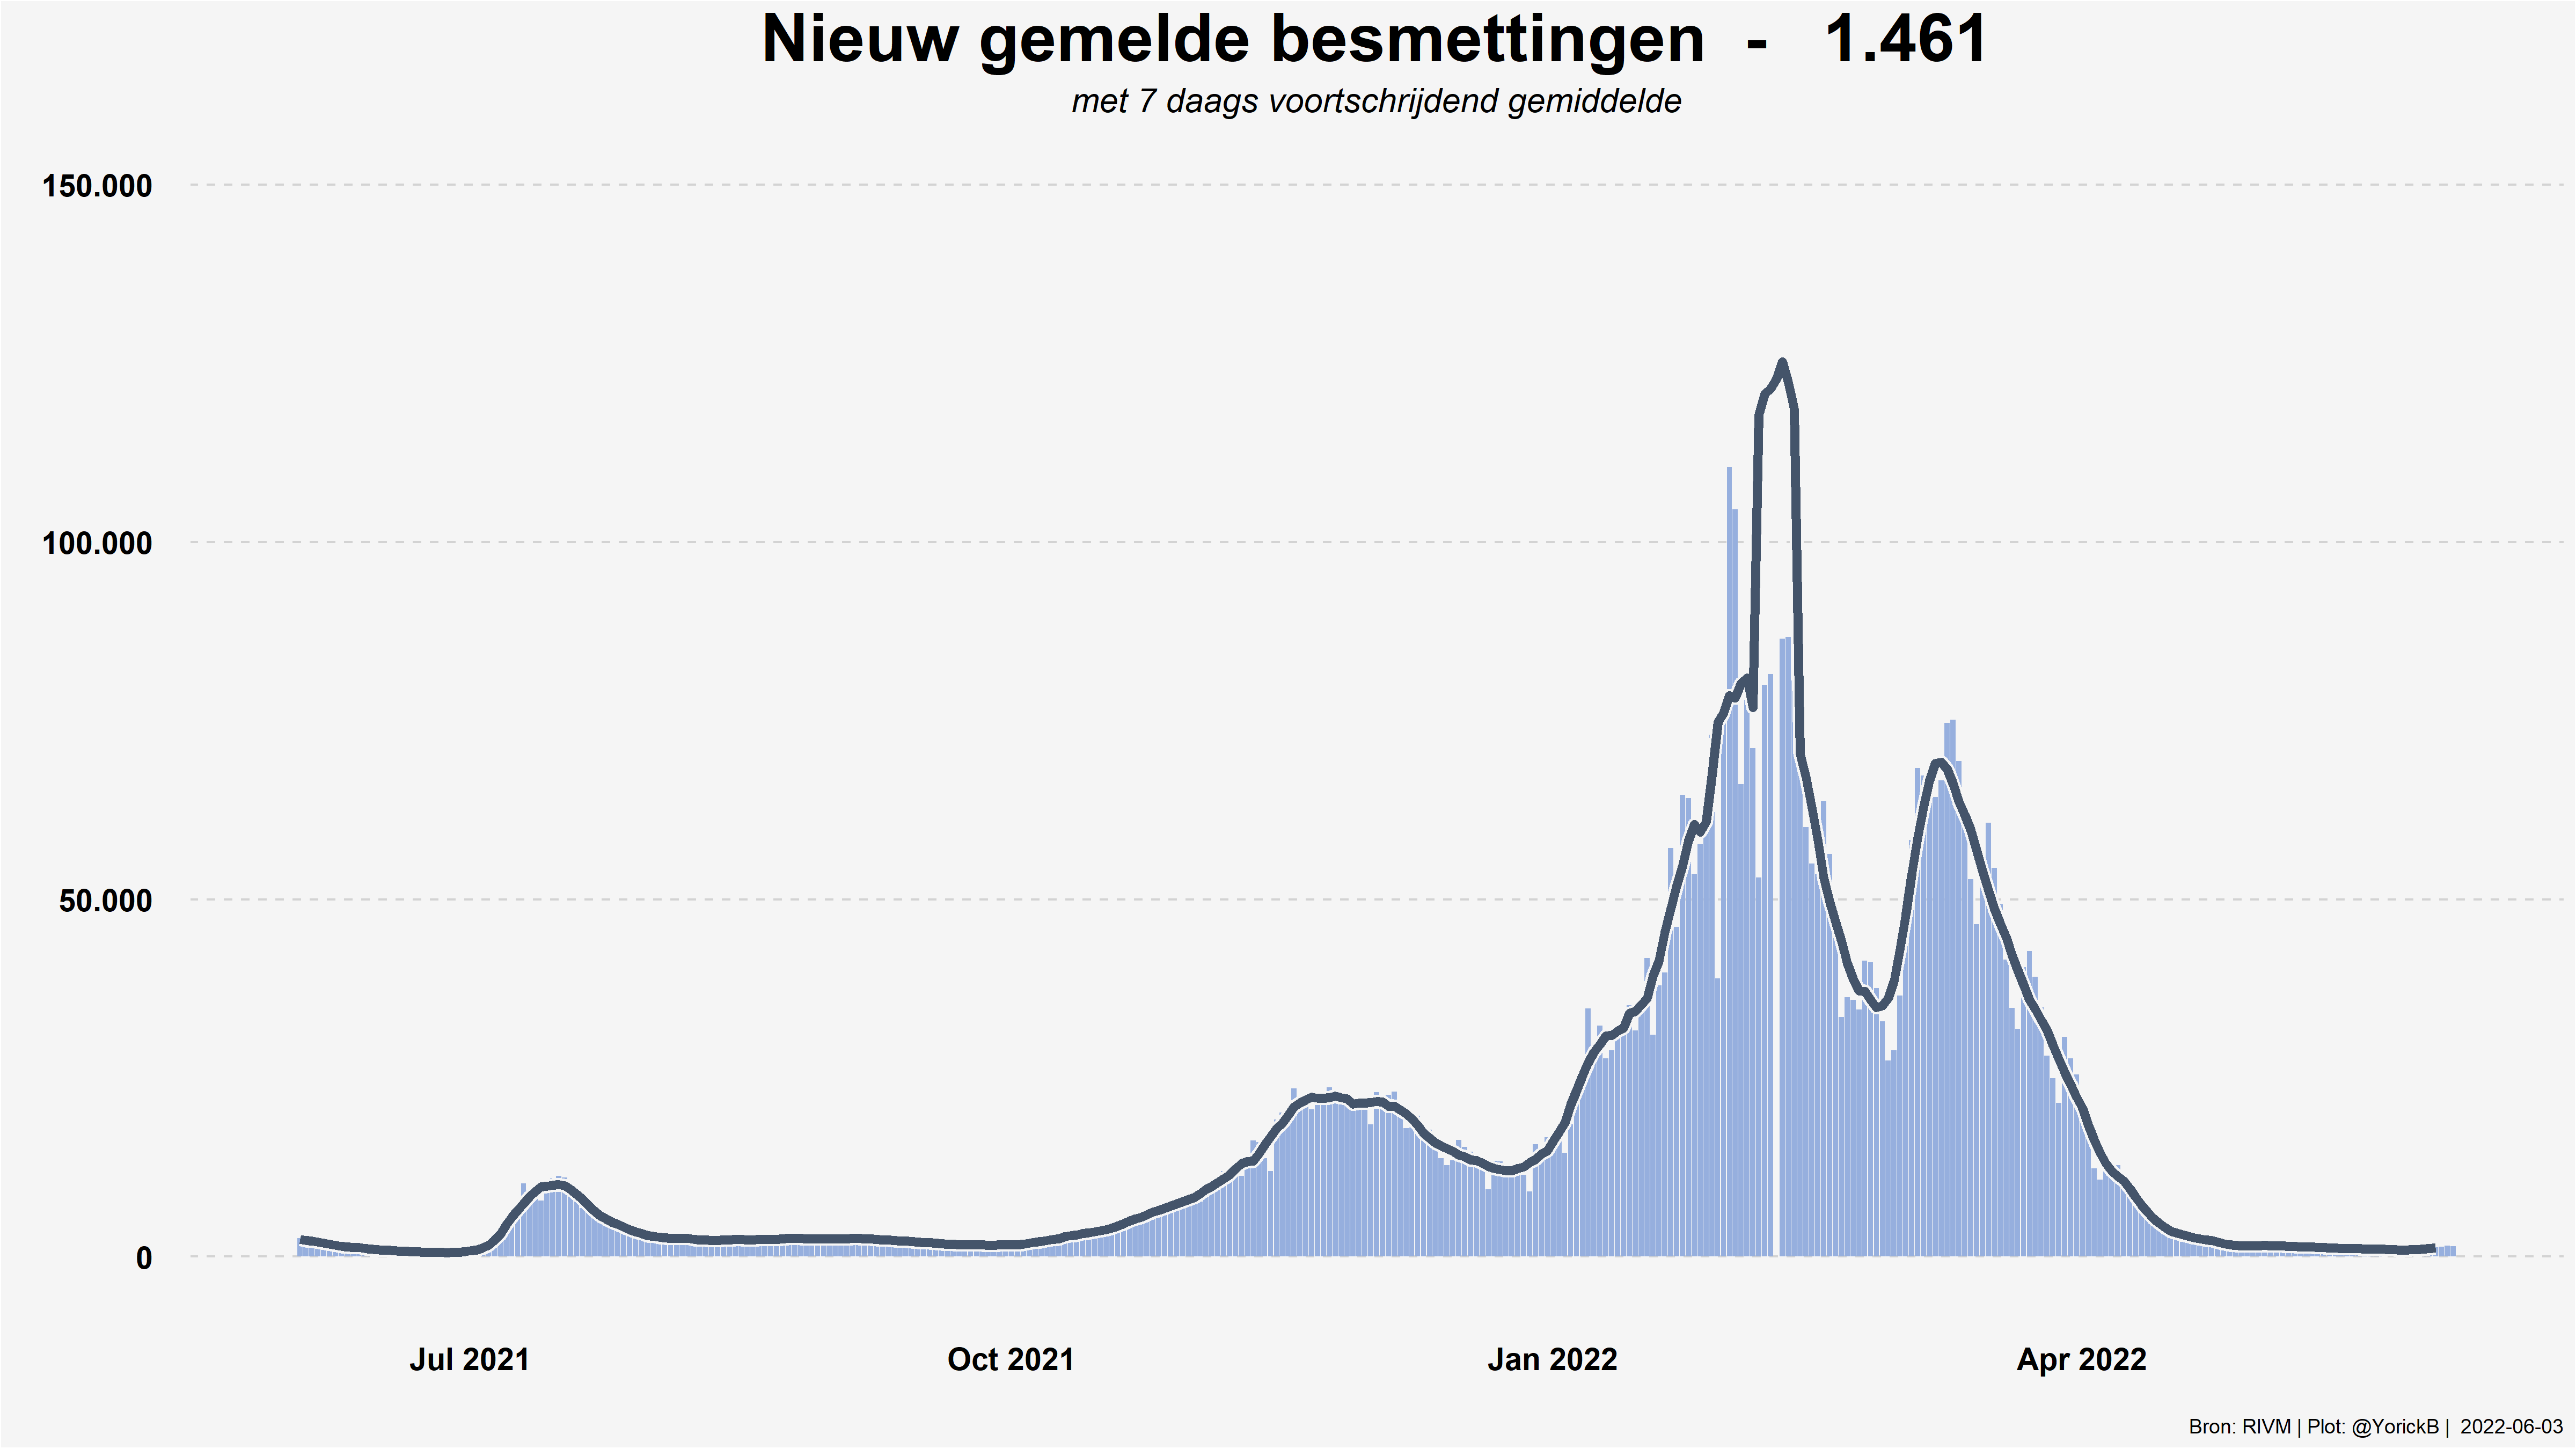 Nieuw gemelde besmettingen - 1.461
met 7 daags voortschrijdend gemiddelde
150.000
100.000
50.000
0
Jul 2021 Oct 2021 Jan 2022 Apr 2022
Bron: RIVM | Plot: @YorickB | 2022-06-03